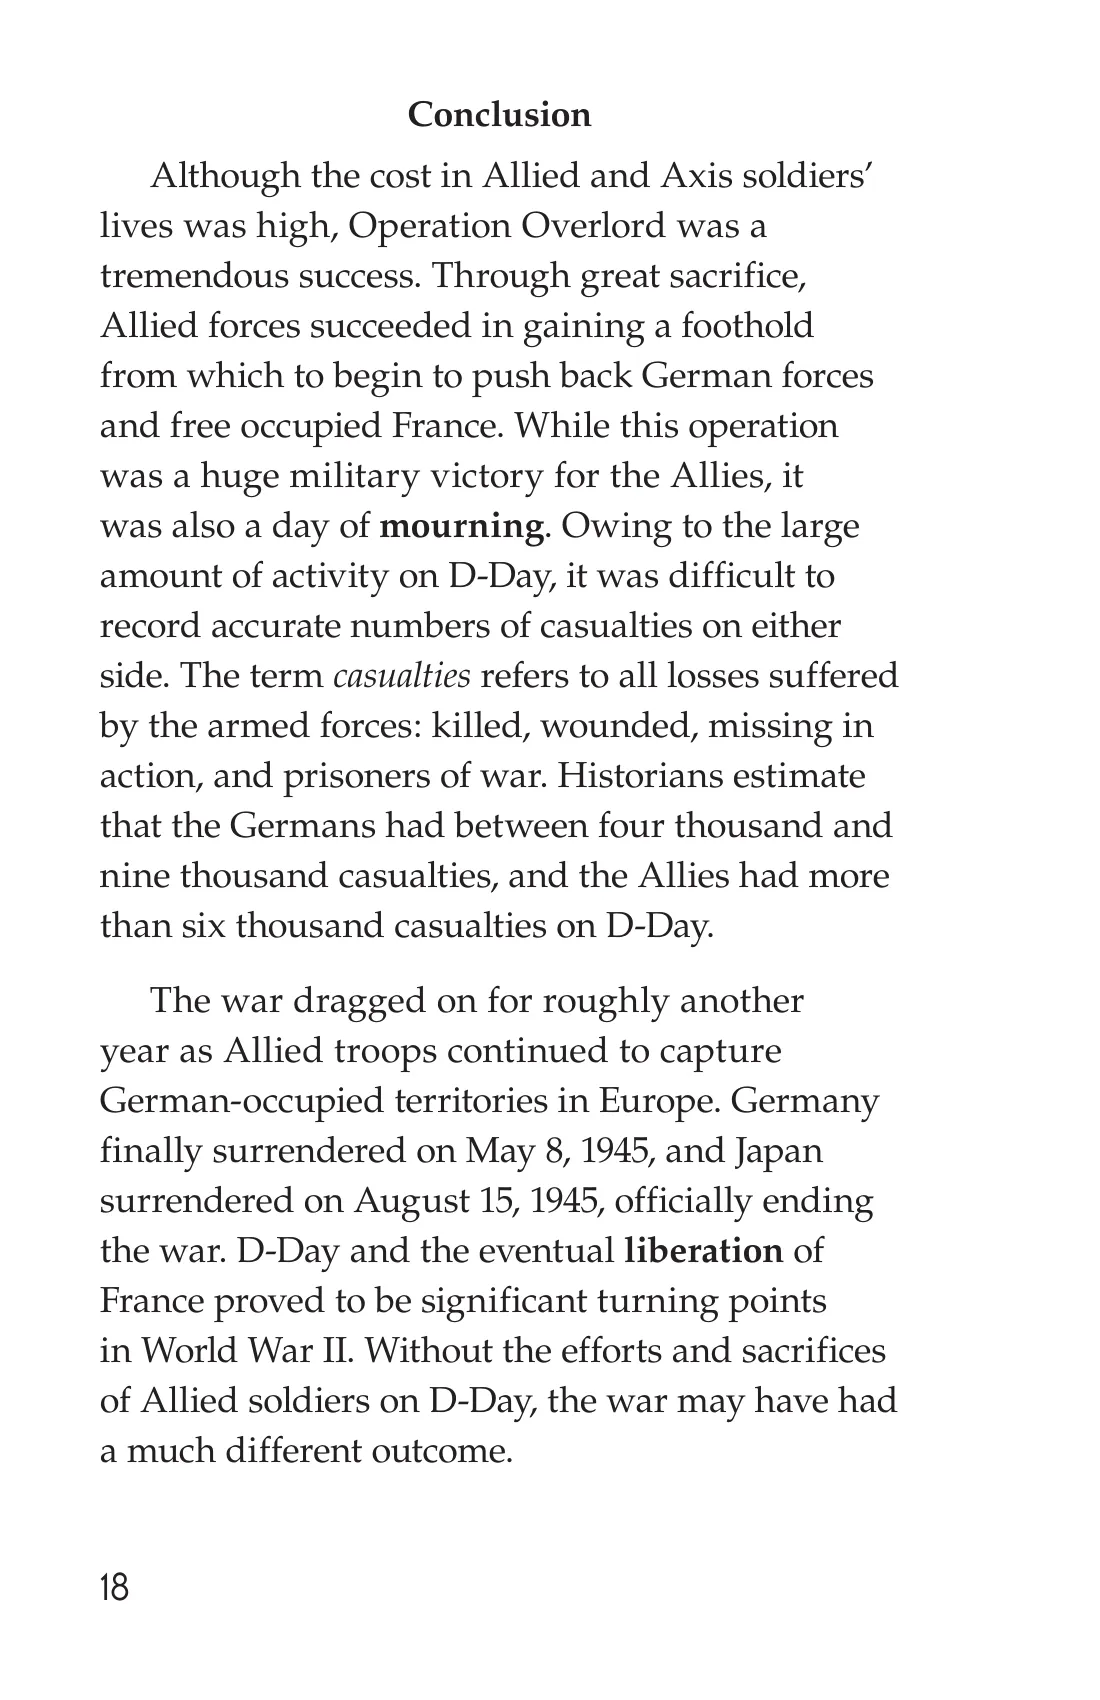 Conclusion
Although the cost in Allied and Axis soldiers’
lives was high, Operation Overlord was a
tremendous success. Through great sacrifice,
Allied forces succeeded in gaining a foothold
from which to begin to push back German forces
and free occupied France. While this operation
was a huge military victory for the Allies, it
was also a day of mourning. Owing to the large
amount of activity on D-Day, it was difficult to
record accurate numbers of casualties on either
side. The term casualties refers to all losses suffered
by the armed forces: killed, wounded, missing in
action, and prisoners of war. Historians estimate
that the Germans had between four thousand and
nine thousand casualties, and the Allies had more
than six thousand casualties on D-Day.
The war dragged on for roughly another
year as Allied troops continued to capture
German-occupied territories in Europe. Germany
finally surrendered on May 8, 1945, and Japan
surrendered on August 15, 1945, officially ending
the war. D-Day and the eventual liberation of
France proved to be significant turning points
in World War II. Without the efforts and sacrifices
of Allied soldiers on D-Day, the war may have had
a much different outcome.
18